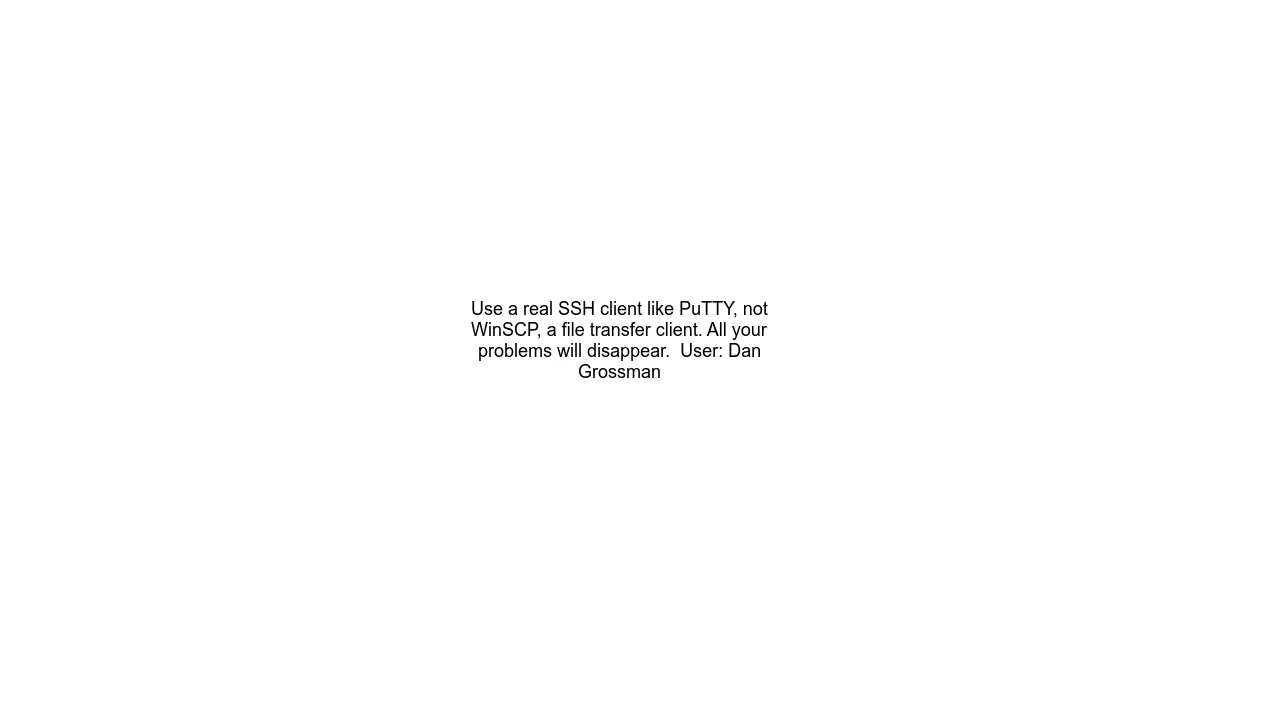 Use a real SSH client like PuTTY, not
WinSCP, a file transfer client. All your
problems will disappear.  User: Dan
Grossman